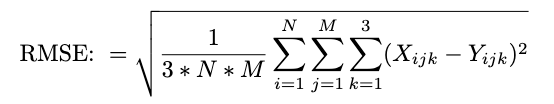 RMSE: = \sqrt{\frac{1}{3 * N * M} \sum_{i=1}^{N} \sum_{j=1}^{M} \sum_{k=1}^{3} (X_{ijk} - Y_{ijk})^2}